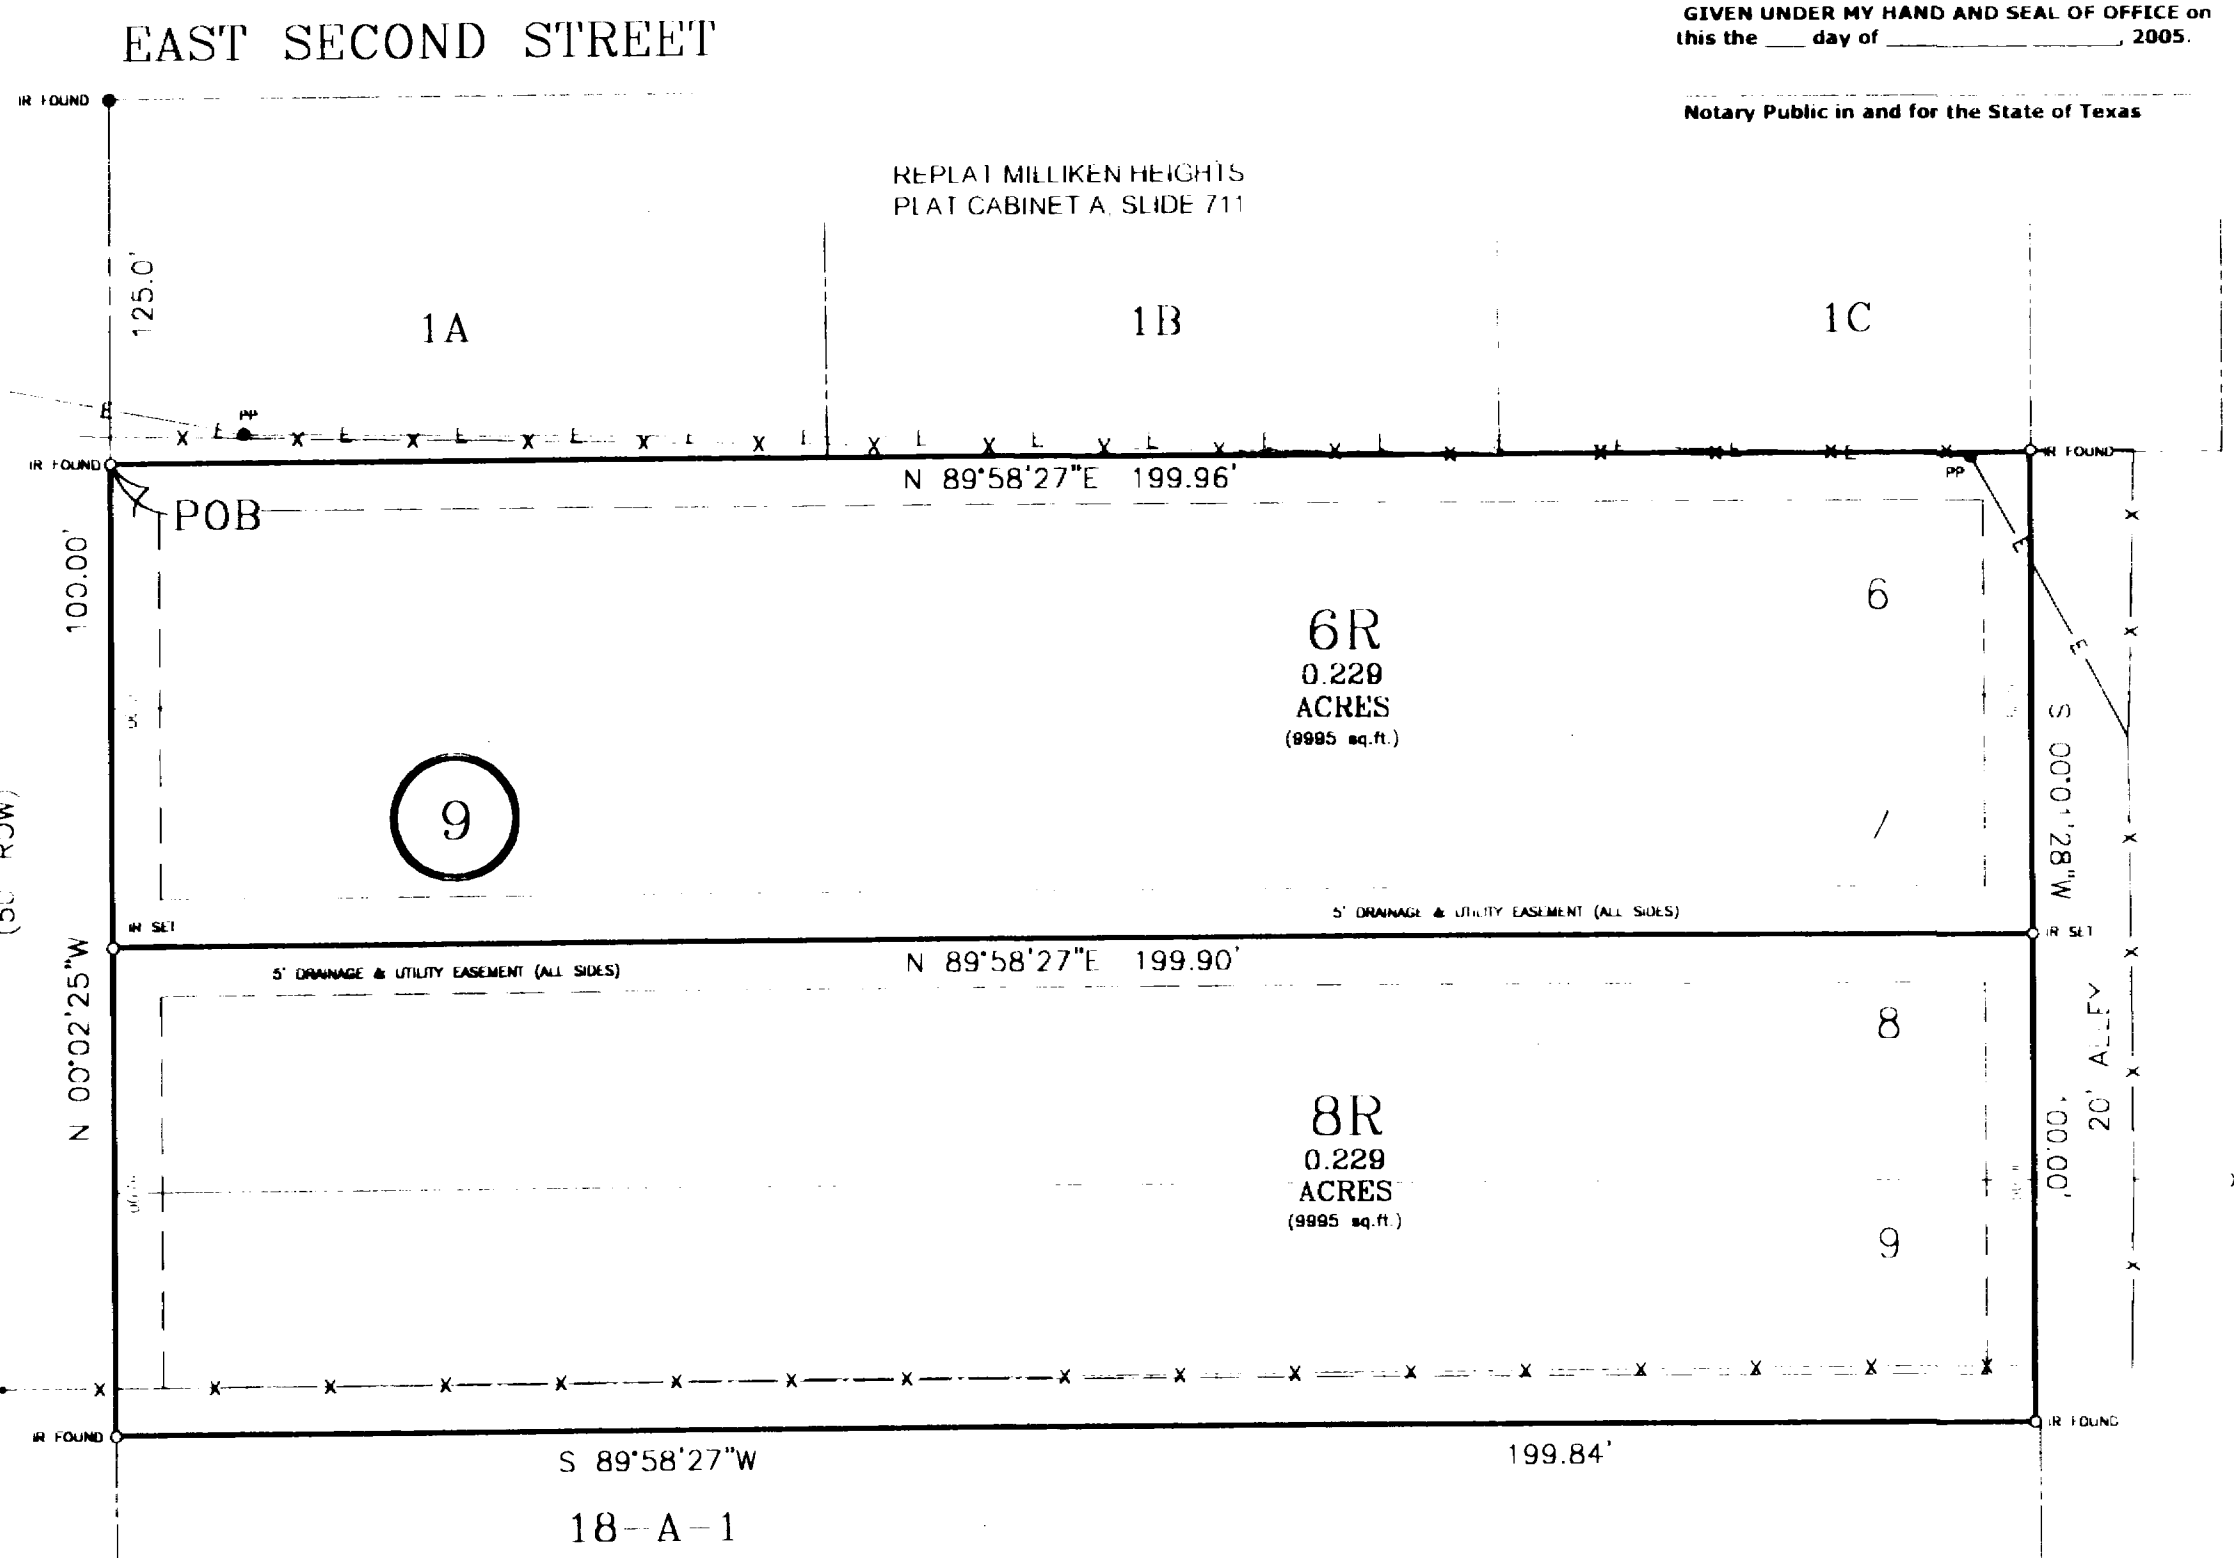 GIVEN UNDER MY HAND AND SEAL OF OFFICE on
this the ____ day of ____________________, 2005.
Notary Public in and for the State of Texas
EAST SECOND STREET
IR FOUND
REPLAT MILLIKEN HEIGHTS
PLAT CABINET A, SLIDE 711
125.0'
1A
1B
1C
PP
IR FOUND
IR FOUND
PP
N 89°58'27"E 199.96'
POB
100.00'
6
6R
0.229
ACRES
(9995 sq.ft.)
S 00°01'28"W
9
ROW)
5' DRAINAGE & UTILITY EASEMENT (ALL SIDES)
IR SET
IR SET
N 89°58'27"E 199.90'
5' DRAINAGE & UTILITY EASEMENT (ALL SIDES)
N 00°02'25"W
8
20' ALLEY
8R
0.229
ACRES
(9995 sq.ft.)
100.00'
9
IR FOUND
IR FOUND
S 89°58'27"W 199.84'
18-A-1